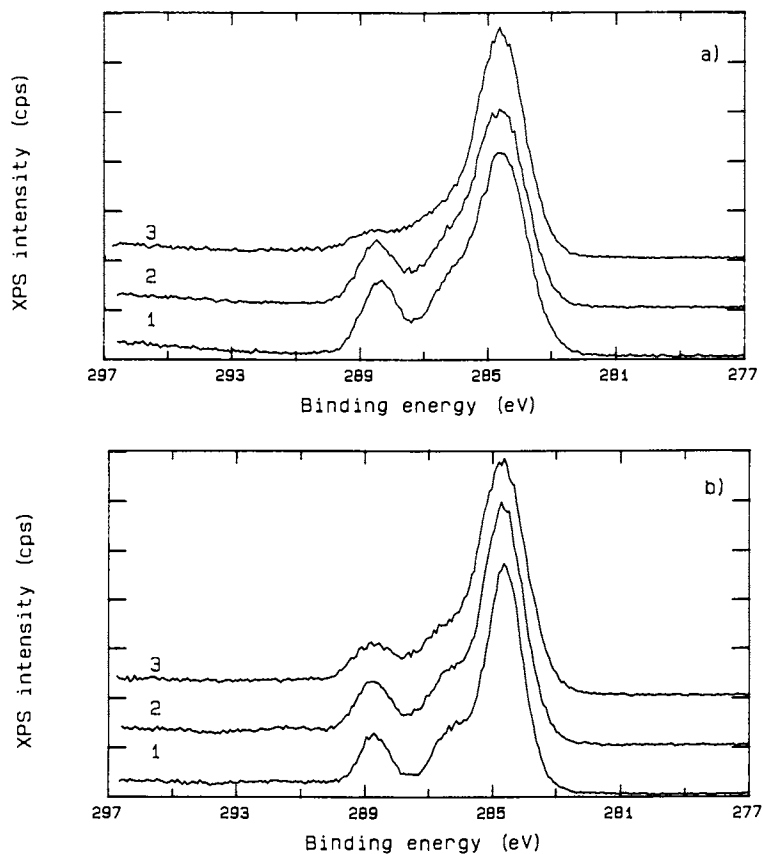 a)
XPS intensity (cps)
3
2
1
297 293 289 285 281 277
Binding energy (eV)
b)
XPS intensity (cps)
3
2
1
297 293 289 285 281 277
Binding energy (eV)